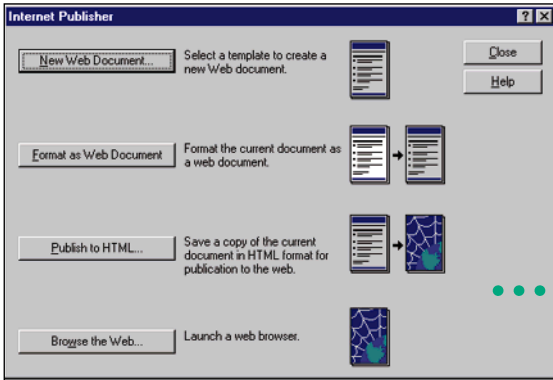 Internet Publisher
New Web Document...
Select a template to create a
new Web document.
Close
Help
Format as Web Document
Format the current document as
a web document.
Publish to HTML...
Save a copy of the current
document in HTML format for
publication to the web.
Browse the Web...
Launch a web browser.